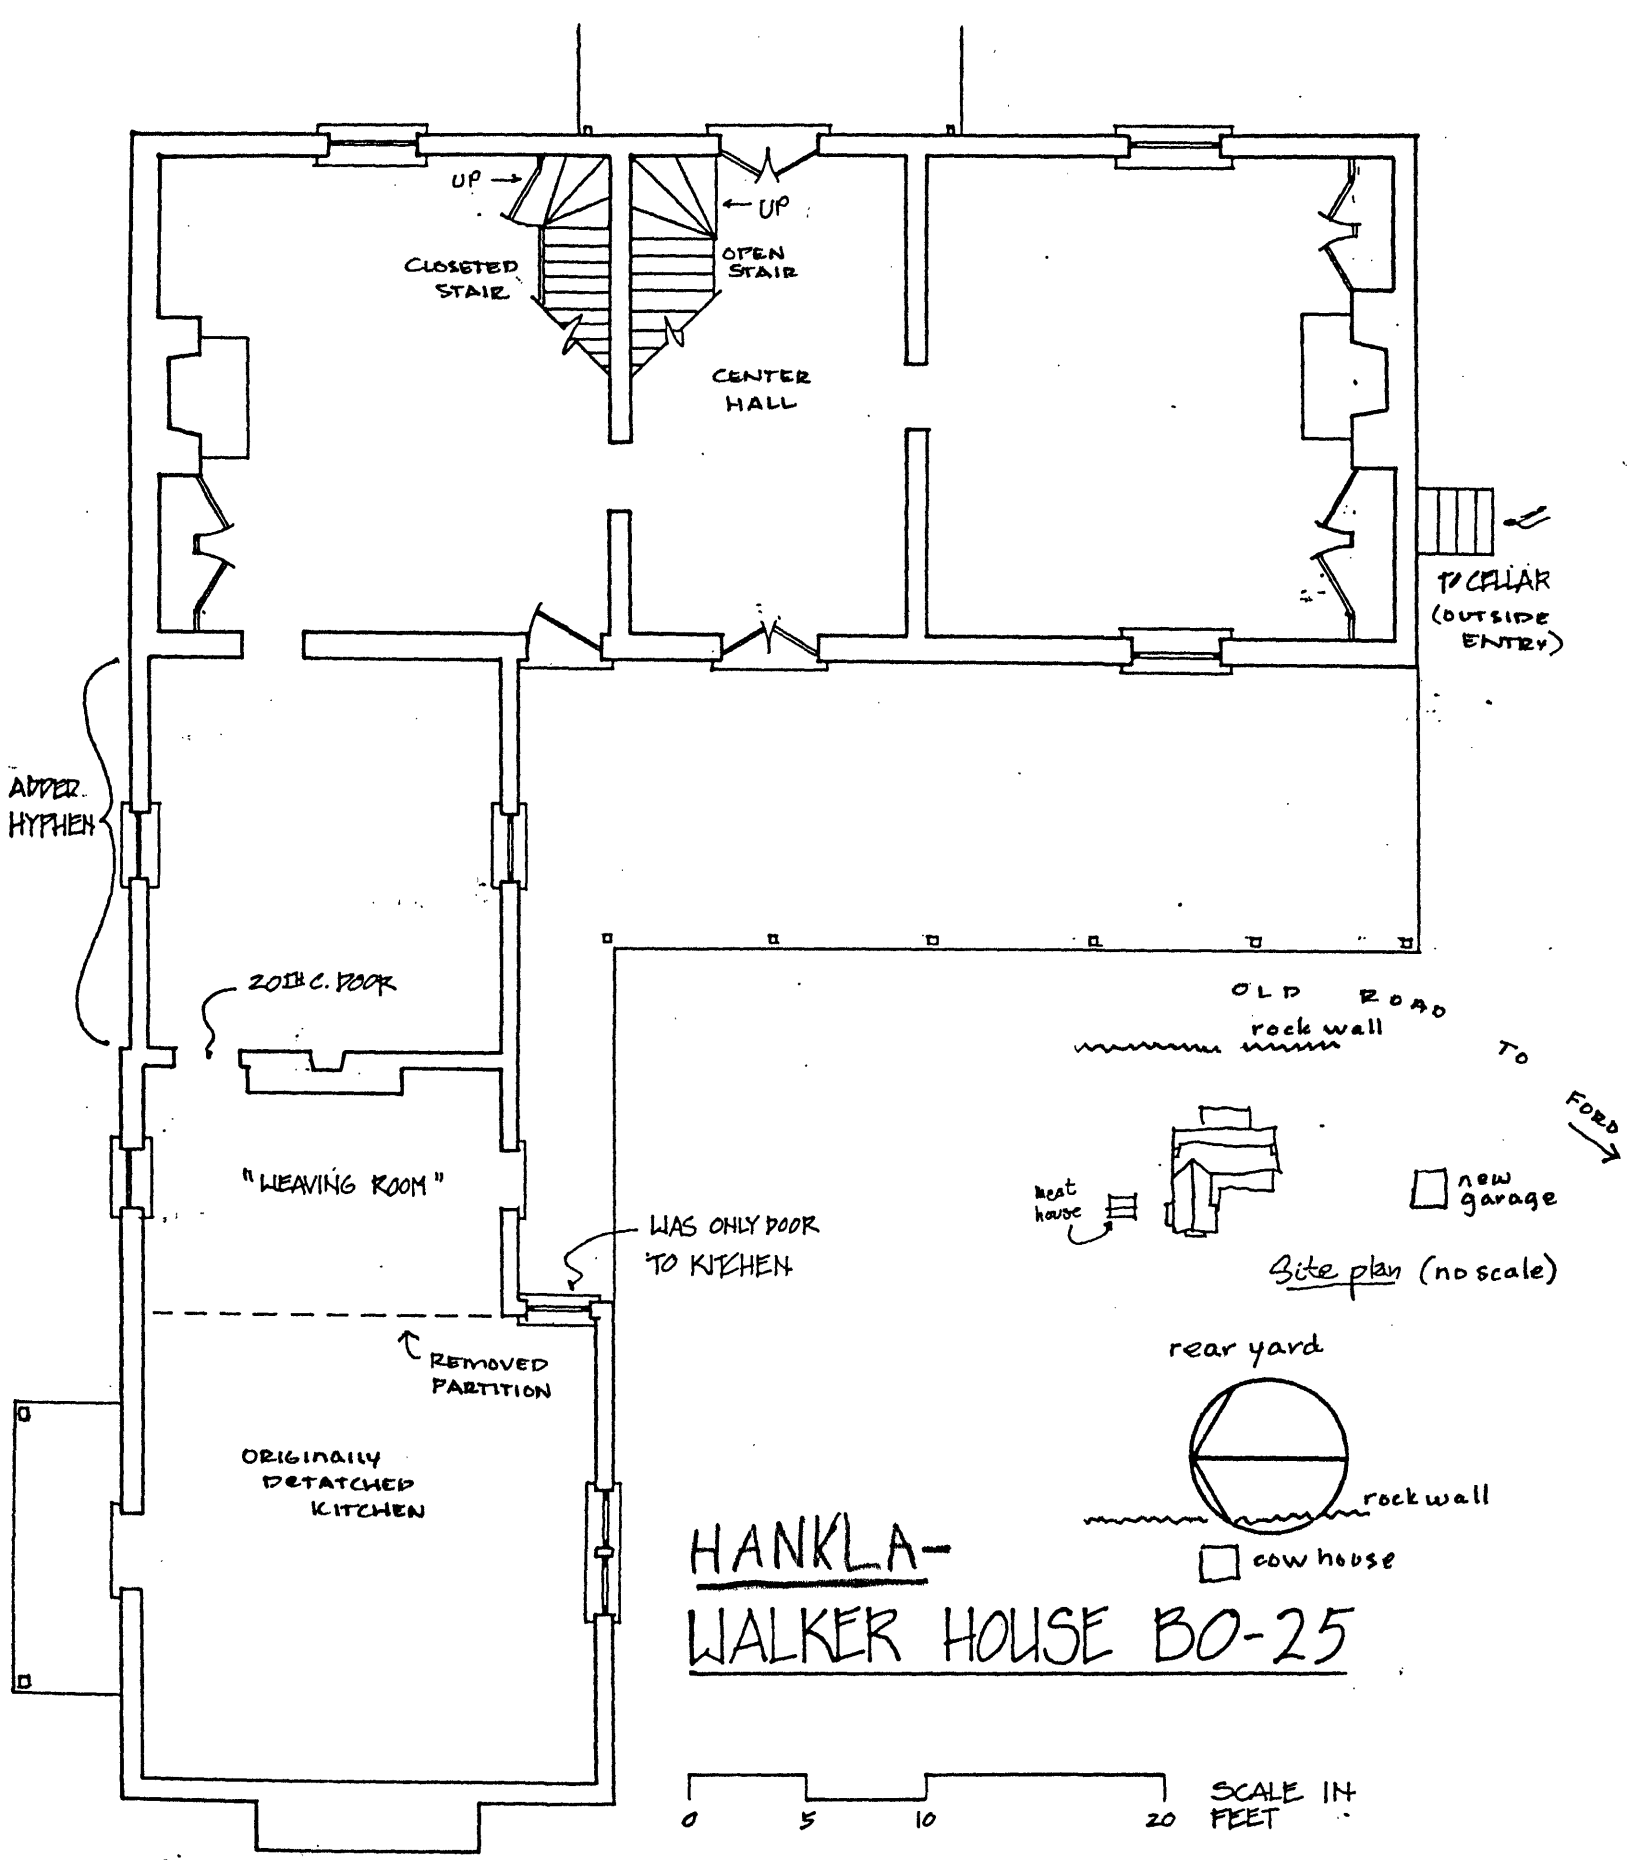 UP →
← UP
CLOSETED
STAIR
OPEN
STAIR
CENTER
HALL
TO CELLAR
(OUTSIDE
ENTRY)
ADDED
HYPHEN
20TH C. DOOR
OLD ROAD
TO
FORD
rock wall
"WEAVING ROOM"
meat
house
new
garage
WAS ONLY DOOR
TO KITCHEN
Site plan (no scale)
REMOVED
PARTITION
rear yard
ORIGINALLY
DETATCHED
KITCHEN
rock wall
cow house
HANKLA-
WALKER HOUSE BO-25
0 5 10 20
SCALE IN
FEET